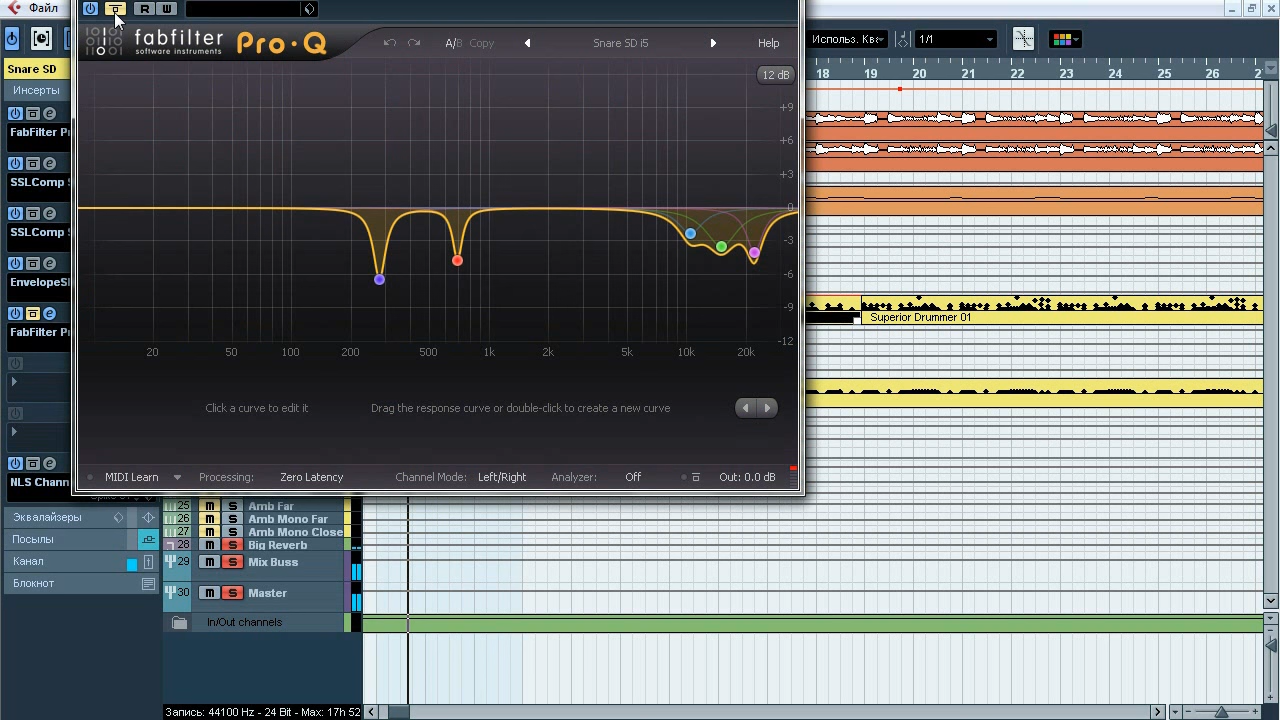 Файл
R W
fabfilter
software instruments
Pro·Q
A/B Copy
Snare SD i5
Help
1/1
12 dB
Snare SD
Инсерты
18 19 20 21 22 23 24 25 26
+9
+6
+3
0
-3
-6
-9
-12
FabFilter
SSLComp
SSLComp
FabFilter
20 50 100 200 500 1k 2k 5k 10k 20k
Superior Drummer 01
Click a curve to edit it
Drag the response curve or double-click to create a new curve
MIDI Learn
Processing: Zero Latency
Channel Mode: Left/Right
Analyzer: Off
Out: 0.0 dB
NLS Chann
25 m S Amb Far
26 m S Amb Mono Far
27 m S Amb Mono Close
28 m S Big Reverb
29 m S Mix Buss
30 m S Master
In/Out channels
Эквалайзеры
Посылы
Канал
Блокнот
Запись: 44100 Hz - 24 Bit - Max: 17h 52